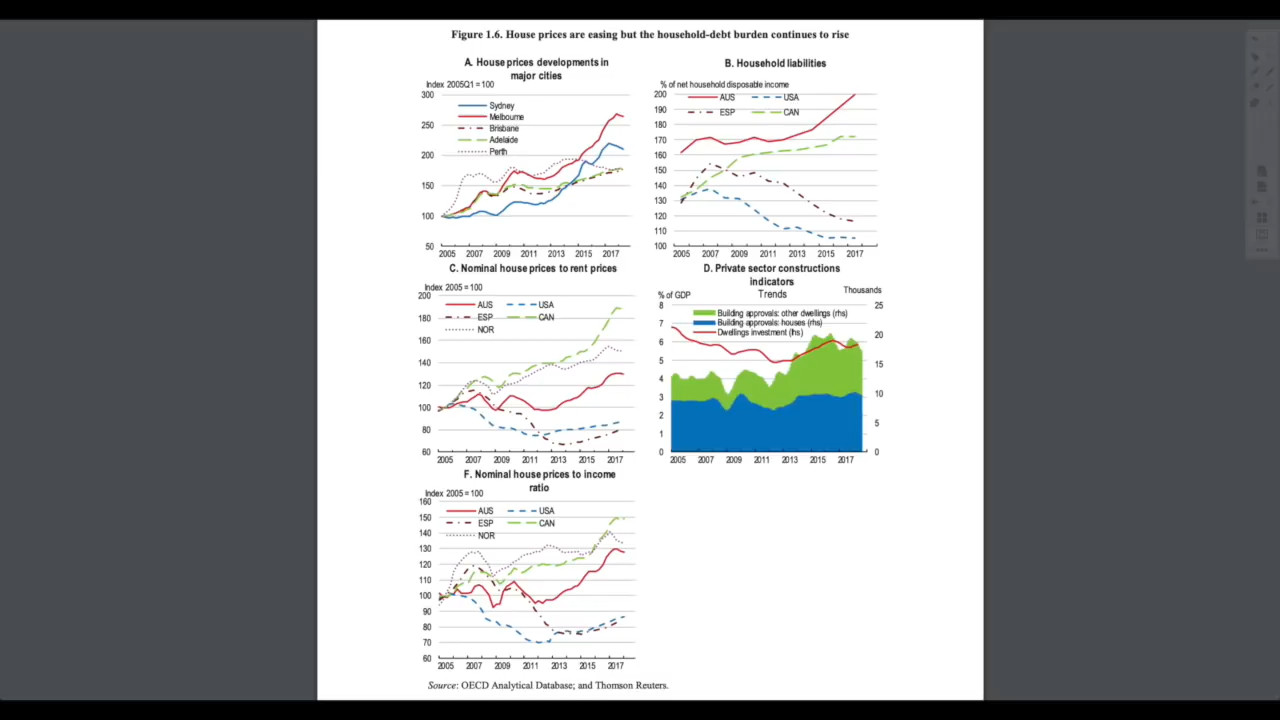 Figure 1.6. House prices are easing but the household-debt burden continues to rise
A. House prices developments in
major cities
Index 2005Q1 = 100
300
250
200
150
100
50
Sydney
Melbourne
Brisbane
Adelaide
Perth
2005 2007 2009 2011 2013 2015 2017
B. Household liabilities
% of net household disposable income
200
190
180
170
160
150
140
130
120
110
100
AUS USA
ESP CAN
2005 2007 2009 2011 2013 2015 2017
C. Nominal house prices to rent prices
Index 2005 = 100
200
180
160
140
120
100
80
60
AUS USA
ESP CAN
NOR
2005 2007 2009 2011 2013 2015 2017
D. Private sector constructions
indicators
Trends
% of GDP Thousands
8
7
6
5
4
3
2
1
0
25
20
15
10
5
0
Building approvals: other dwellings (rhs)
Building approvals: houses (rhs)
Dwellings investment (lhs)
2005 2007 2009 2011 2013 2015 2017
F. Nominal house prices to income
ratio
Index 2005 = 100
160
150
140
130
120
110
100
90
80
70
60
AUS USA
ESP CAN
NOR
2005 2007 2009 2011 2013 2015 2017
Source: OECD Analytical Database; and Thomson Reuters.